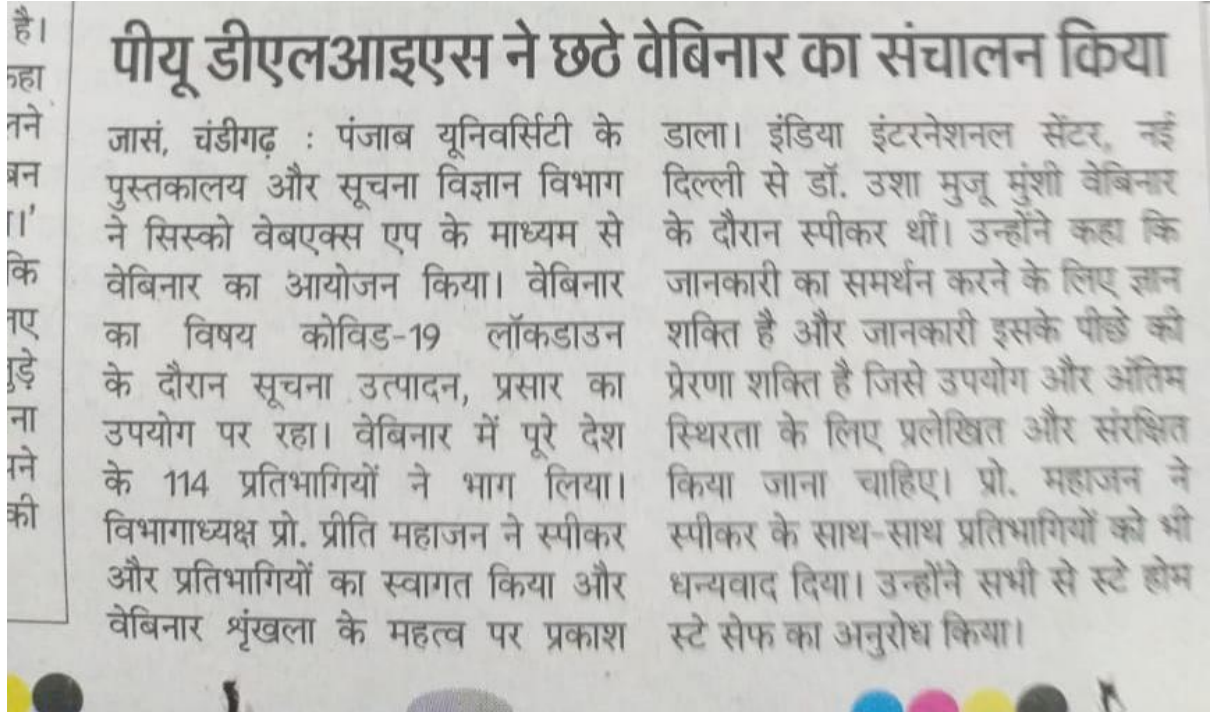 पीयू डीएलआइएस ने छठे वेबिनार का संचालन किया
जासं, चंडीगढ़ : पंजाब यूनिवर्सिटी के
पुस्तकालय और सूचना विज्ञान विभाग
ने सिस्को वेबएक्स एप के माध्यम से
वेबिनार का आयोजन किया। वेबिनार
का विषय कोविड-19 लॉकडाउन
के दौरान सूचना उत्पादन, प्रसार का
उपयोग पर रहा। वेबिनार में पूरे देश
के 114 प्रतिभागियों ने भाग लिया।
विभागाध्यक्ष प्रो. प्रीति महाजन ने स्पीकर
और प्रतिभागियों का स्वागत किया और
वेबिनार शृंखला के महत्व पर प्रकाश
डाला। इंडिया इंटरनेशनल सेंटर, नई
दिल्ली से डॉ. उशा मुजू मुंशी वेबिनार
के दौरान स्पीकर थीं। उन्होंने कहा कि
जानकारी का समर्थन करने के लिए ज्ञान
शक्ति है और जानकारी इसके पीछे की
प्रेरणा शक्ति है जिसे उपयोग और अंतिम
स्थिरता के लिए प्रलेखित और संरक्षित
किया जाना चाहिए। प्रो. महाजन ने
स्पीकर के साथ-साथ प्रतिभागियों को भी
धन्यवाद दिया। उन्होंने सभी से स्टे होम
स्टे सेफ का अनुरोध किया।